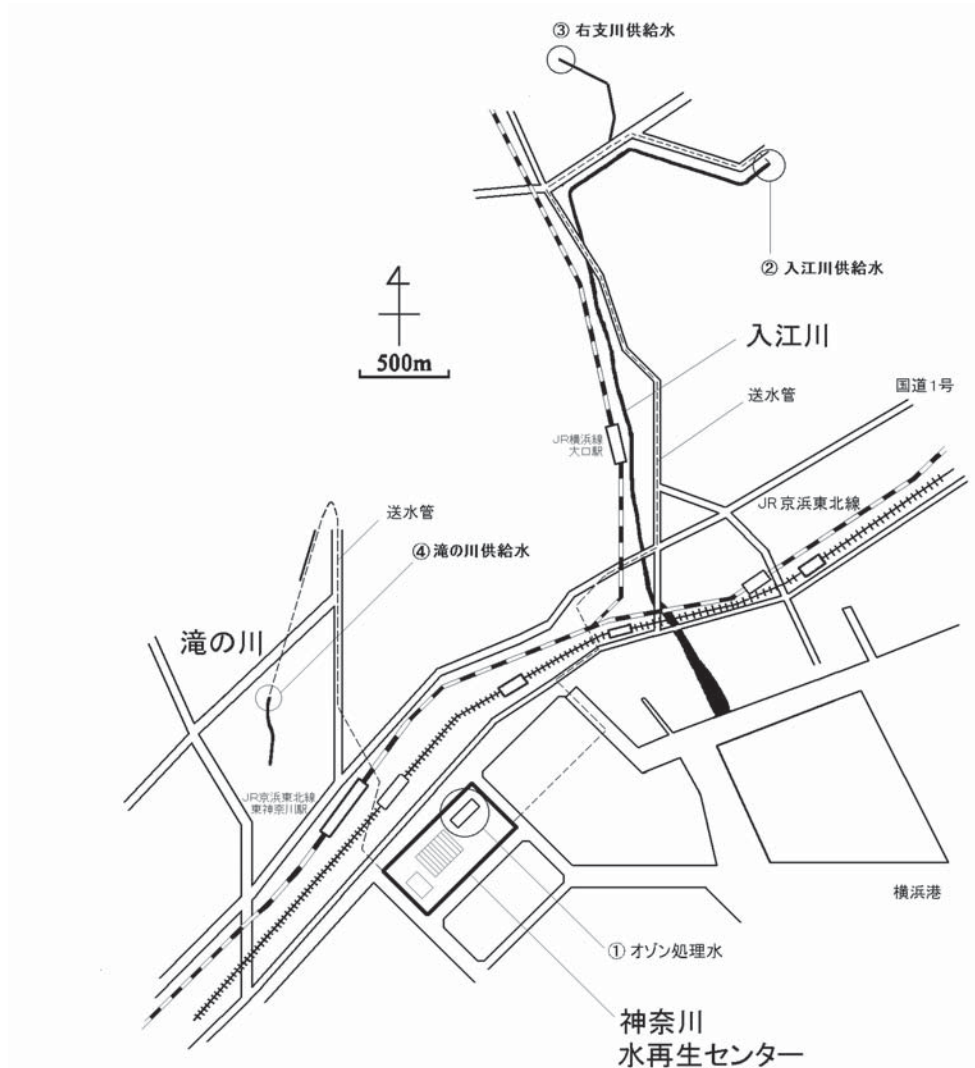 ③ 右支川供給水
② 入江川供給水
500m
入江川
国道1号
送水管
JR横浜線
大口駅
JR京浜東北線
送水管
④滝の川供給水
滝の川
JR京浜東北線
東神奈川駅
横浜港
① オゾン処理水
神奈川
水再生センター